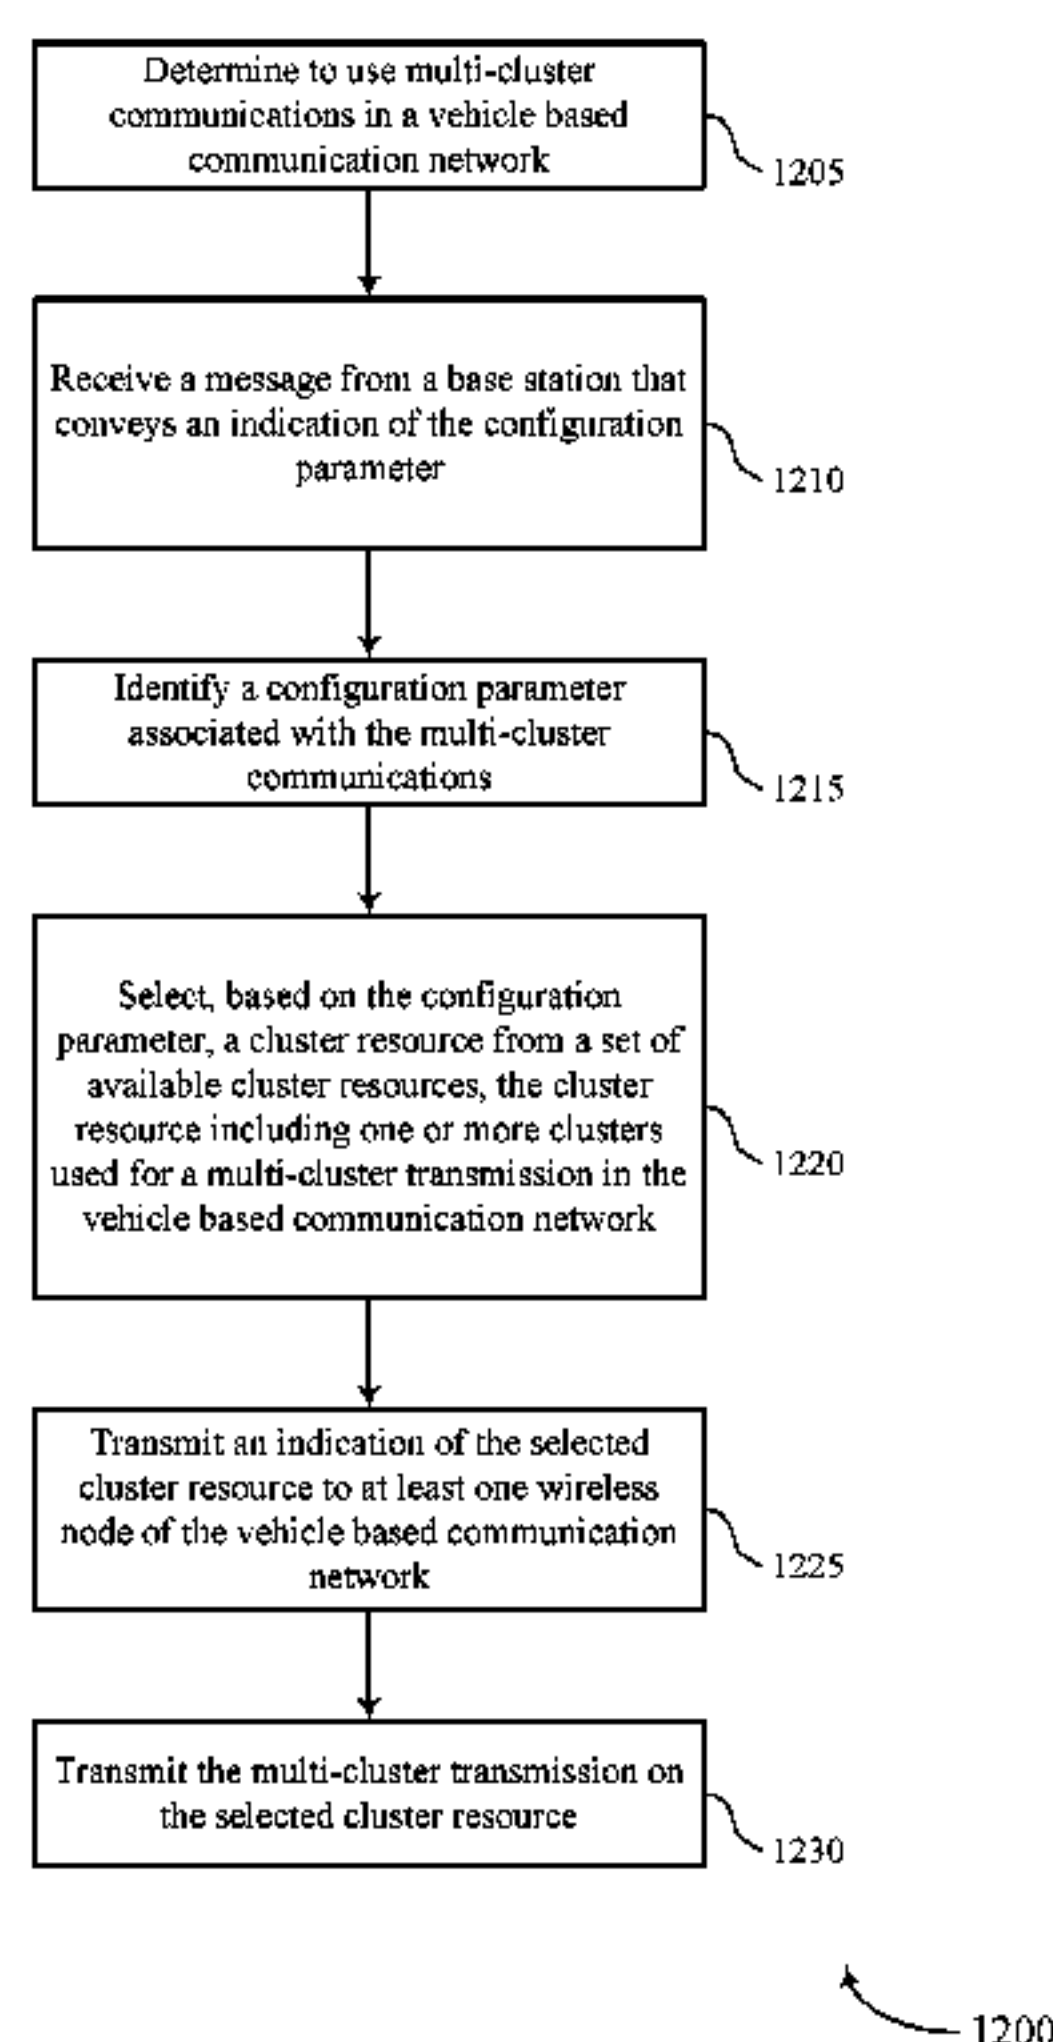 Determine to use multi-cluster
communications in a vehicle based
communication network
1205
Receive a message from a base station that
conveys an indication of the configuration
parameter
1210
Identify a configuration parameter
associated with the multi-cluster
communications
1215
Select, based on the configuration
parameter, a cluster resource from a set of
available cluster resources, the cluster
resource including one or more clusters
used for a multi-cluster transmission in the
vehicle based communication network
1220
Transmit an indication of the selected
cluster resource to at least one wireless
node of the vehicle based communication
network
1225
Transmit the multi-cluster transmission on
the selected cluster resource
1230
1200